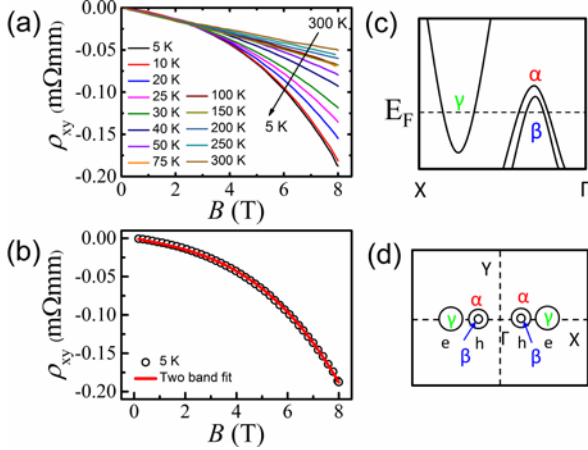 (a)
0.00
-0.05
-0.10
-0.15
-0.20
ρxy (mΩmm)
300 K
5 K
5 K
10 K
20 K
25 K
30 K
40 K
50 K
75 K
100 K
150 K
200 K
250 K
300 K
0 2 4 6 8
B (T)
(b)
0.00
-0.05
-0.10
-0.15
-0.20
ρxy (mΩmm)
5 K
Two band fit
0 2 4 6 8
B (T)
(c)
γ
α
EF
β
X Γ
(d)
Y
α α
γ γ
e h Γ h e X
β β